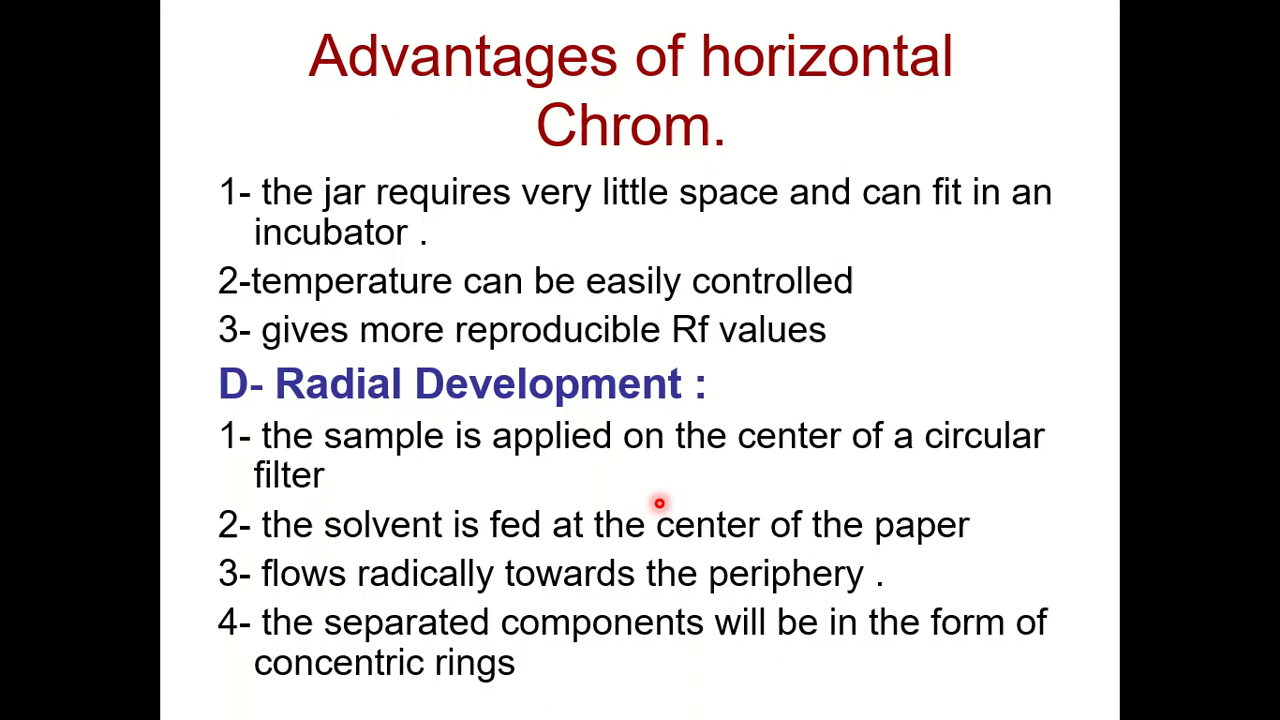 Advantages of horizontal
Chrom.
1- the jar requires very little space and can fit in an
incubator .
2-temperature can be easily controlled
3- gives more reproducible Rf values
D- Radial Development :
1- the sample is applied on the center of a circular
filter
2- the solvent is fed at the center of the paper
3- flows radically towards the periphery .
4- the separated components will be in the form of
concentric rings